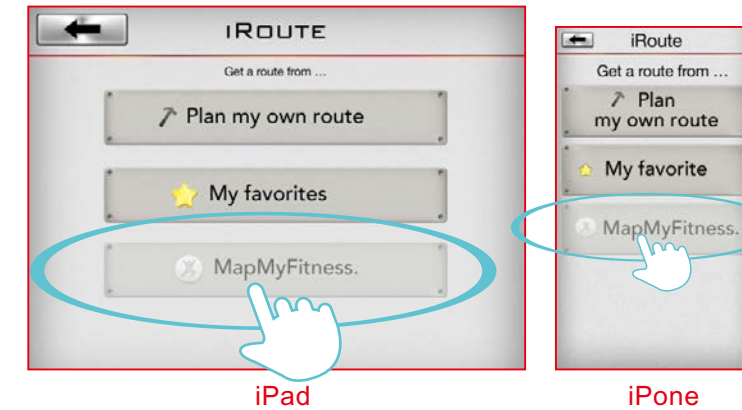 iROUTE
Get a route from ...
Plan my own route
My favorites
MapMyFitness.
iPad
iRoute
Get a route from ...
Plan
my own route
My favorite
MapMyFitness.
iPone